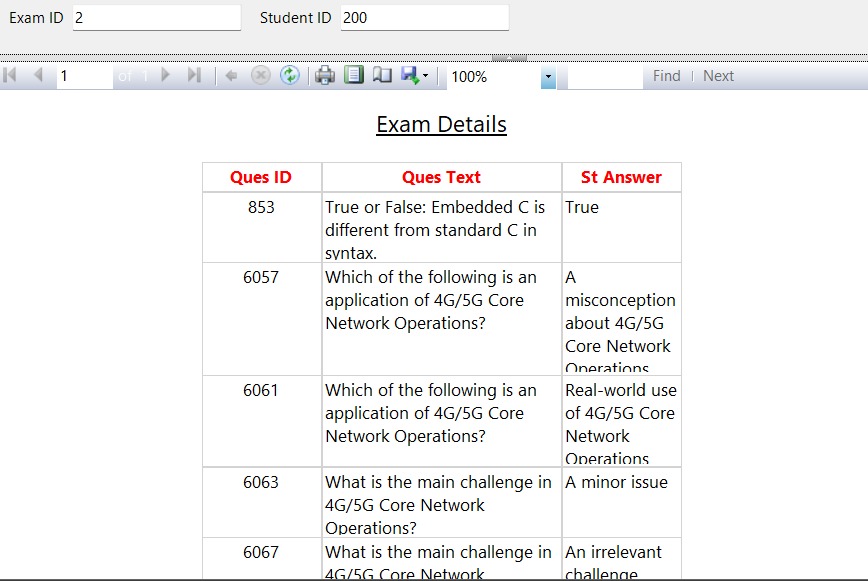 Exam ID 2 Student ID 200
1 of 1 100% Find | Next
Exam Details
Ques ID Ques Text St Answer
853 True or False: Embedded C is True
different from standard C in
syntax.
6057 Which of the following is an A
application of 4G/5G Core misconception
Network Operations? about 4G/5G
Core Network
Operations
6061 Which of the following is an Real-world use
application of 4G/5G Core of 4G/5G Core
Network Operations? Network
Operations
6063 What is the main challenge in A minor issue
4G/5G Core Network
Operations?
6067 What is the main challenge in An irrelevant
4G/5G Core Network challenge